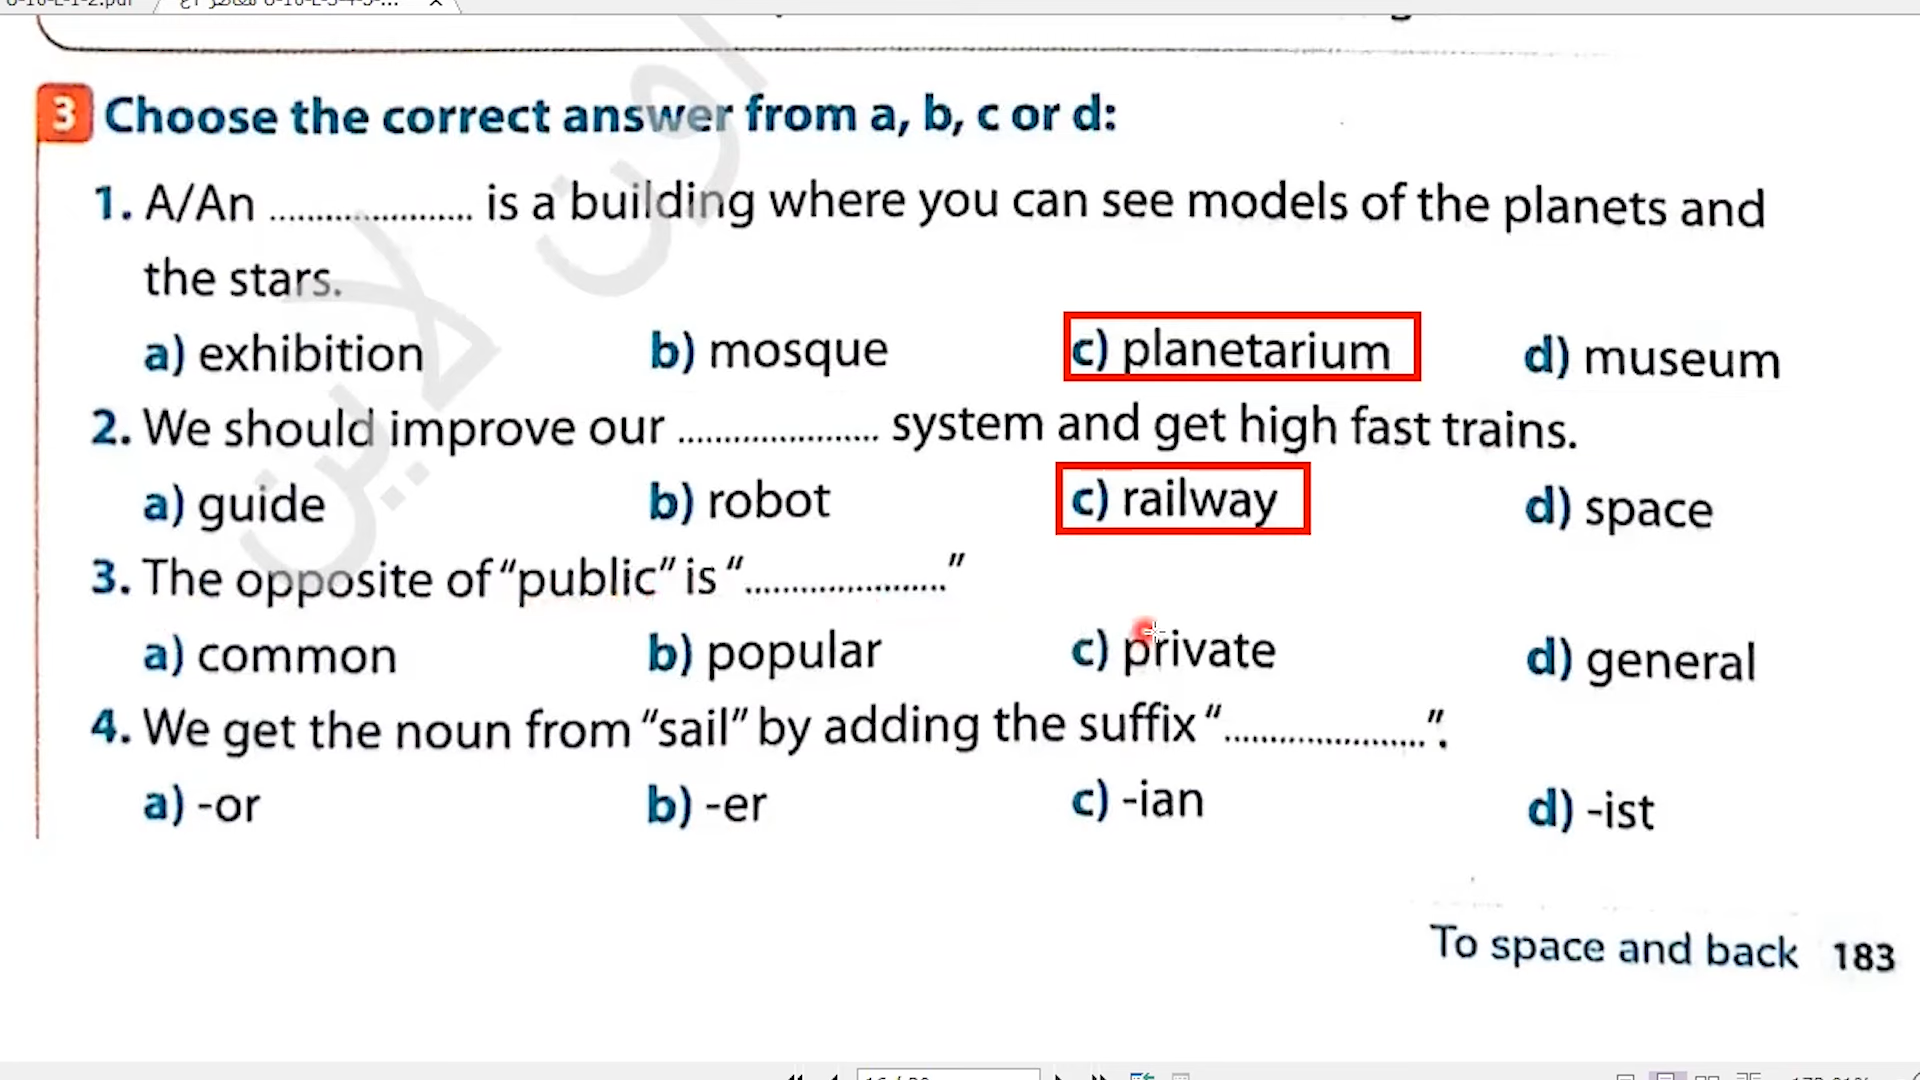 3 Choose the correct answer from a, b, c or d:
1. A/An ...................... is a building where you can see models of the planets and
the stars.
a) exhibition b) mosque c) planetarium d) museum
2. We should improve our ...................... system and get high fast trains.
a) guide b) robot c) railway d) space
3. The opposite of “public” is “......................”
a) common b) popular c) private d) general
4. We get the noun from “sail” by adding the suffix “......................”.
a) -or b) -er c) -ian d) -ist
To space and back 183
اون لاين